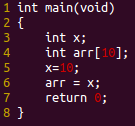 1 int main(void)
2 {
3     int x;
4     int arr[10];
5     x=10;
6     arr = x;
7     return 0;
8 }